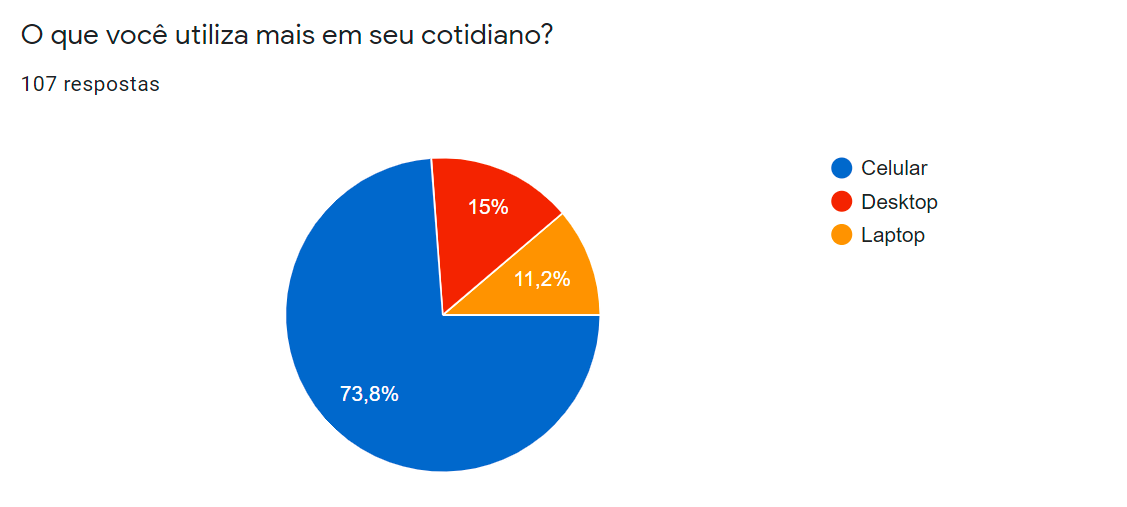 O que você utiliza mais em seu cotidiano?
107 respostas
Celular
Desktop
Laptop
15%
11,2%
73,8%